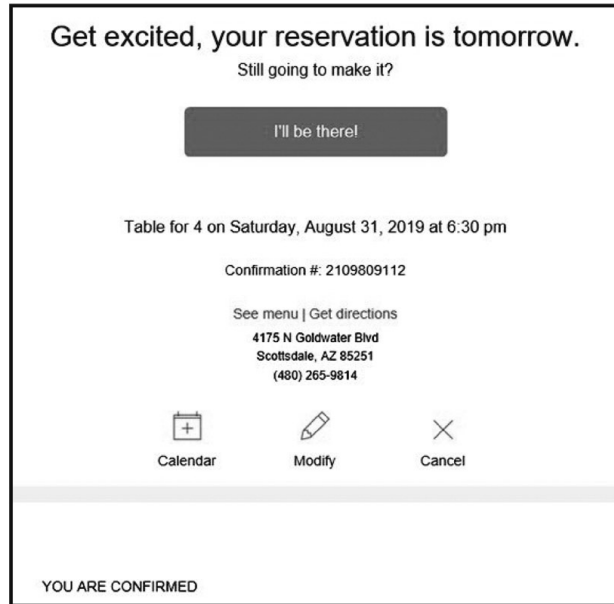 Get excited, your reservation is tomorrow.
Still going to make it?
I'll be there!
Table for 4 on Saturday, August 31, 2019 at 6:30 pm
Confirmation #: 2109809112
See menu | Get directions
4175 N Goldwater Blvd
Scottsdale, AZ 85251
(480) 265-9814
Calendar Modify Cancel
YOU ARE CONFIRMED